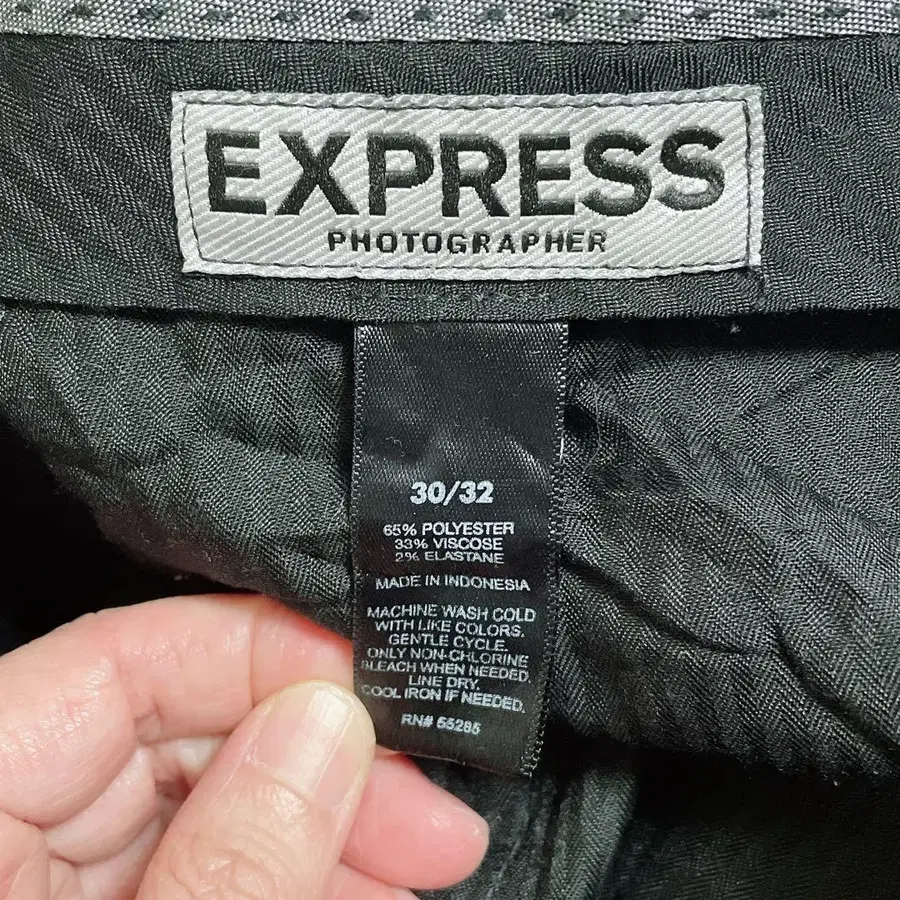 EXPRESS
PHOTOGRAPHER
30/32
65% POLYESTER
33% VISCOSE
2% ELASTANE
MADE IN INDONESIA
MACHINE WASH COLD
WITH LIKE COLORS.
GENTLE CYCLE.
ONLY NON-CHLORINE
BLEACH WHEN NEEDED.
LINE DRY.
COOL IRON IF NEEDED.
RN# 55285